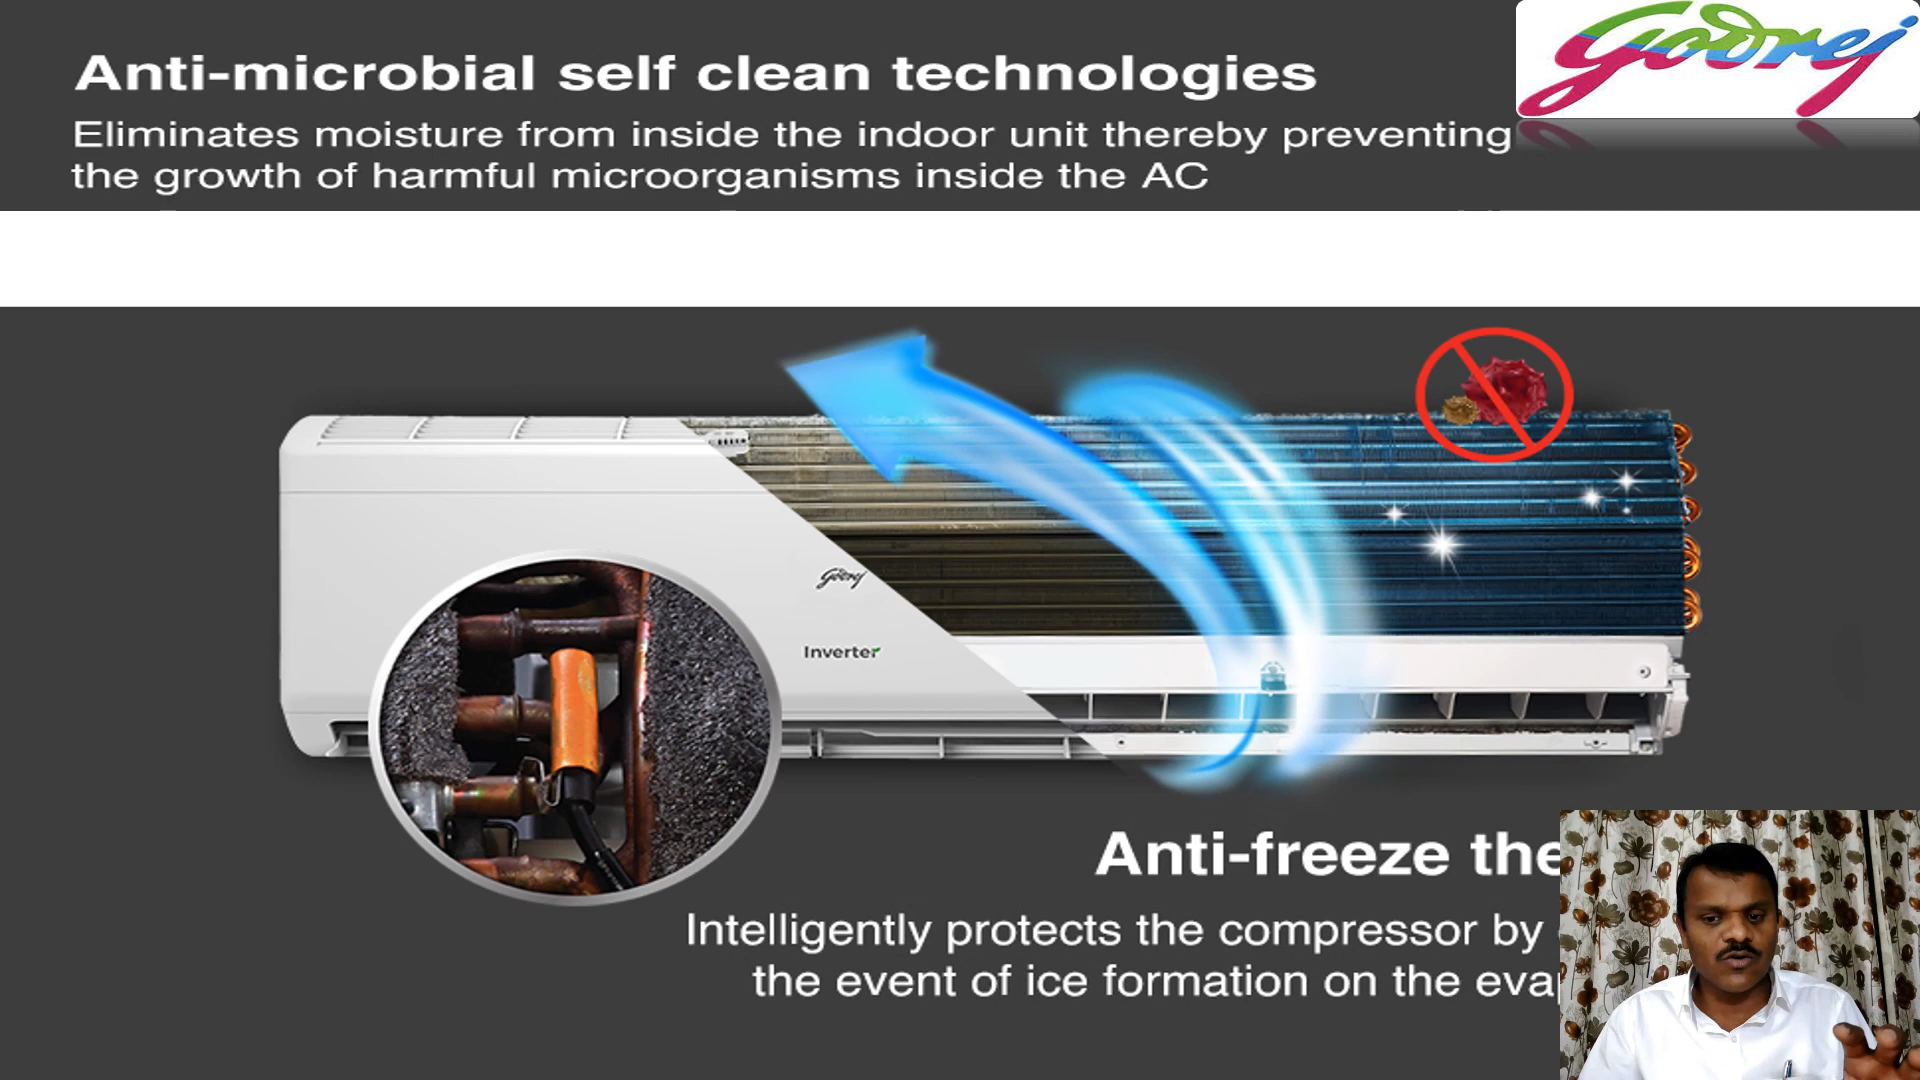 Godrej
Anti-microbial self clean technologies
Eliminates moisture from inside the indoor unit thereby preventing
the growth of harmful microorganisms inside the AC
Godrej
Inverter
Anti-freeze the
Intelligently protects the compressor by
the event of ice formation on the eva